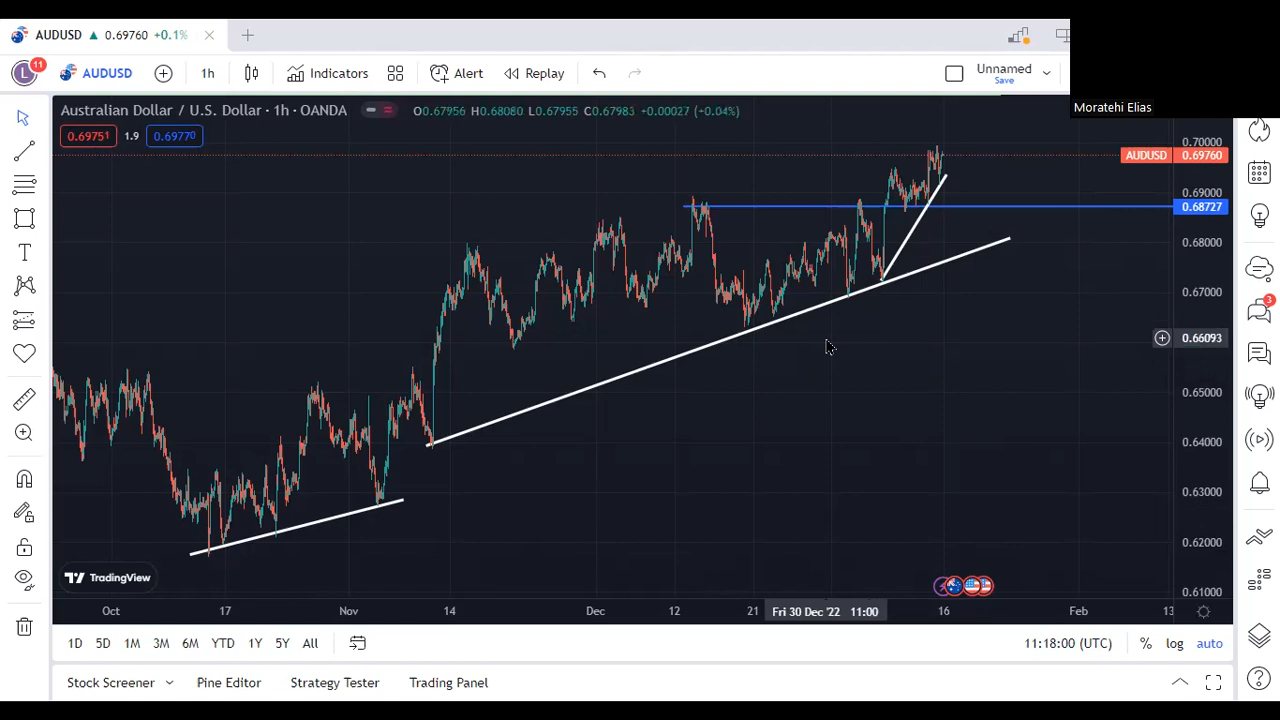 AUDUSD ▲ 0.69760 +0.1%
L 11 AUDUSD 1h Indicators Alert Replay Unnamed
Save
Moratehi Elias
Australian Dollar / U.S. Dollar · 1h · OANDA O0.67956 H0.68080 L0.67955 C0.67983 +0.00027 (+0.04%)
0.69751 1.9 0.69770
0.70000
AUDUSD 0.69760
0.69000
0.68727
0.68000
0.67000
0.66093
0.65000
0.64000
0.63000
0.62000
0.61000
3
TradingView
Oct 17 Nov 14 Dec 12 21 Fri 30 Dec '22 11:00 16 Feb 13
1D 5D 1M 3M 6M YTD 1Y 5Y All 11:18:00 (UTC) % log auto
Stock Screener Pine Editor Strategy Tester Trading Panel